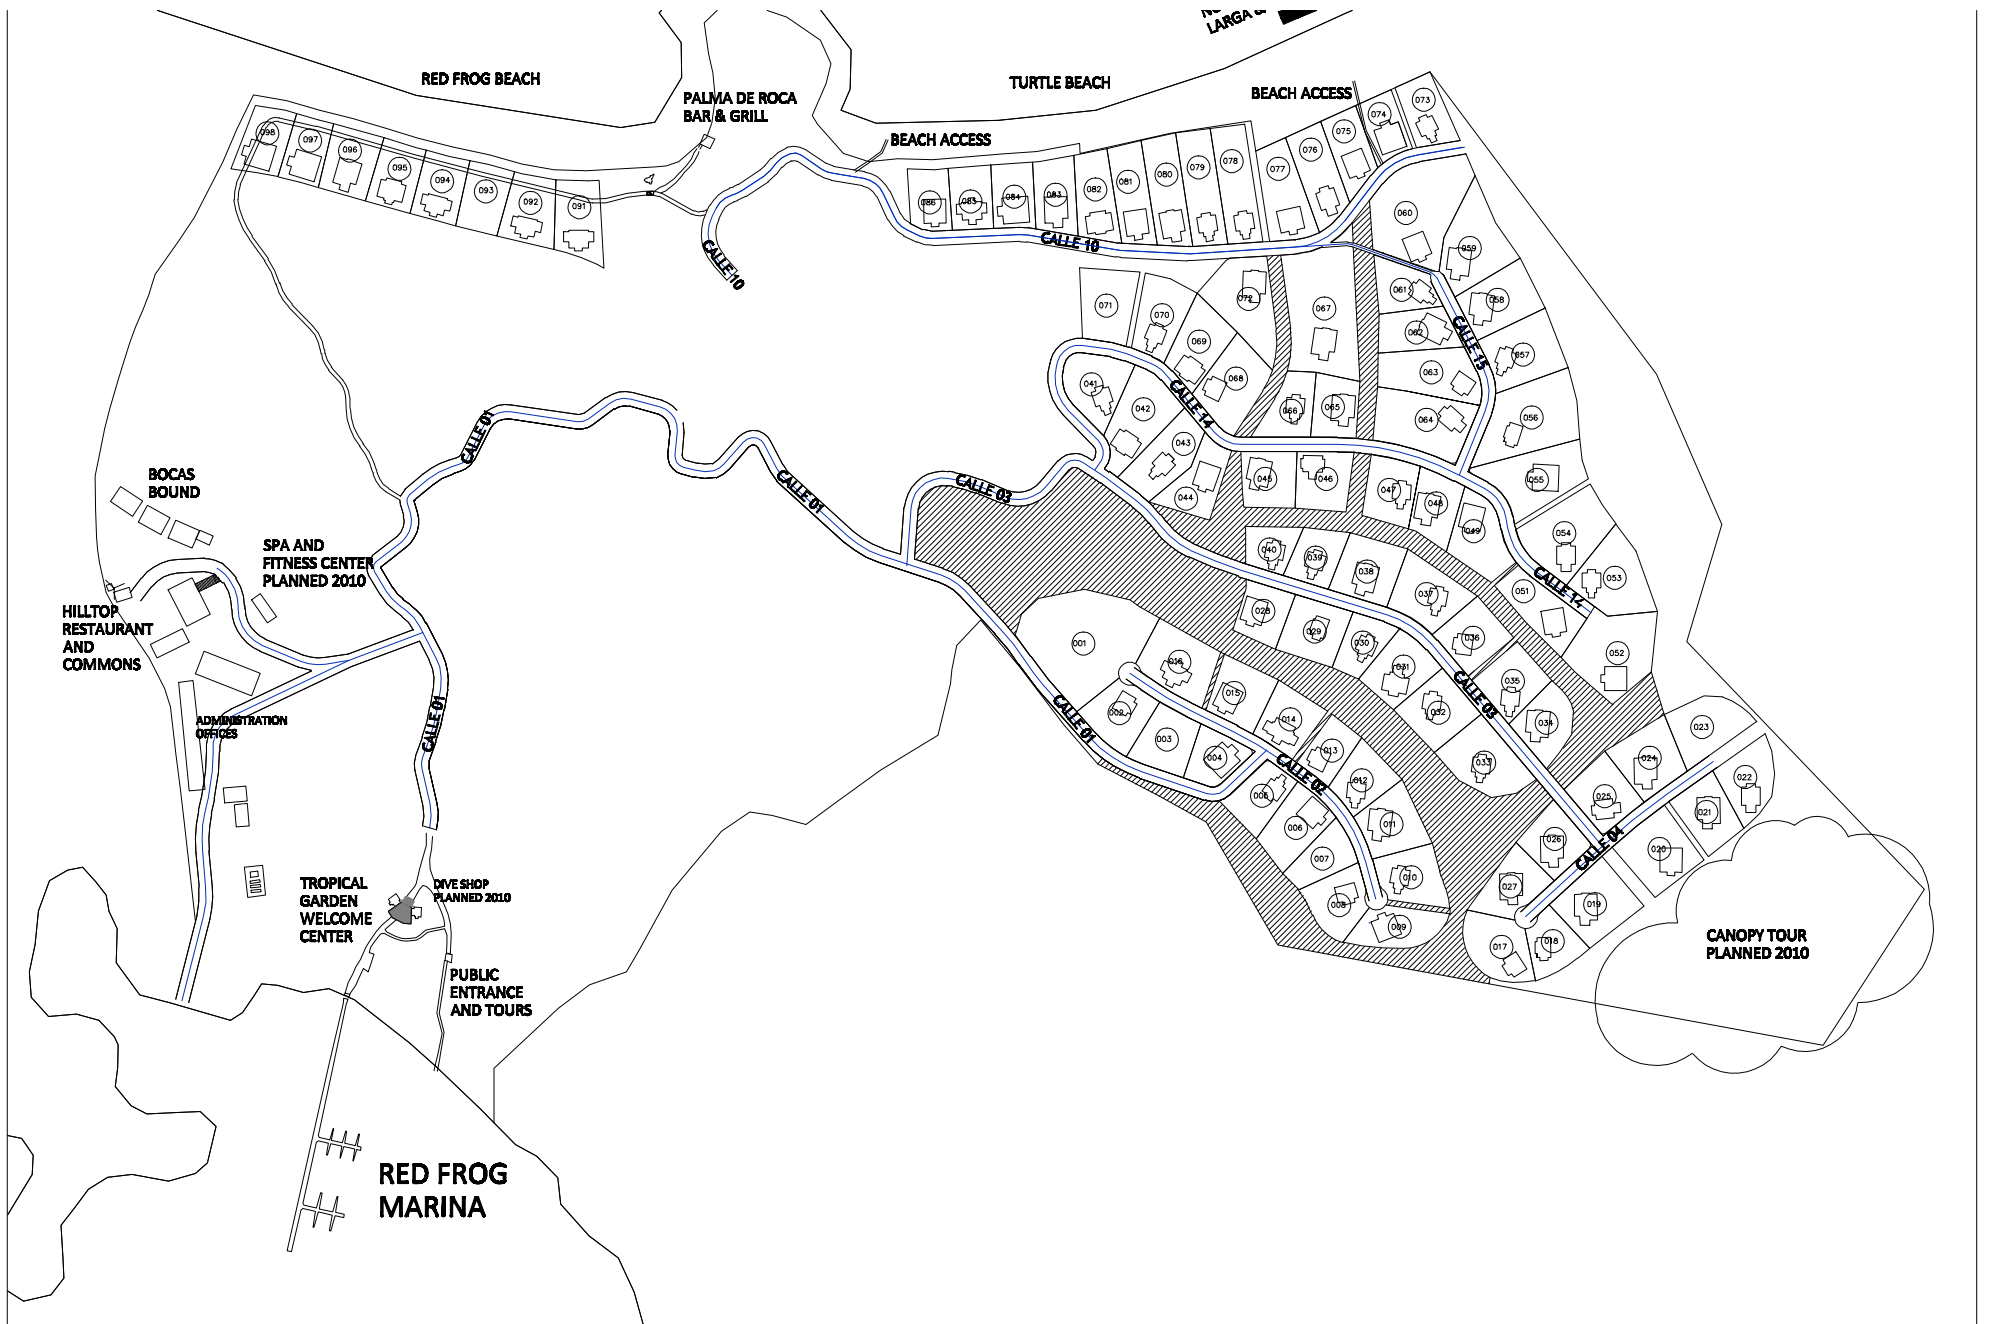 LARGA &
RED FROG BEACH
TURTLE BEACH
PALMA DE ROCA
BAR & GRILL
BEACH ACCESS
BEACH ACCESS
098
097
096
095
094
093
092
091
086
085
084
083
082
081
080
079
078
077
076
075
074
073
CALLE 10
CALLE 10
060
059
058
057
056
055
061
062
063
064
CALLE 15
071
070
069
068
072
067
066
065
041
042
043
044
CALLE 14
045
046
047
048
049
054
053
051
052
CALLE 14
CALLE 01
CALLE 01
CALLE 03
BOCAS
BOUND
SPA AND
FITNESS CENTER
PLANNED 2010
HILLTOP
RESTAURANT
AND
COMMONS
ADMINISTRATION
OFFICES
CALLE 01
040
039
038
037
036
035
034
028
029
030
031
032
033
CALLE 03
001
016
015
014
013
012
011
010
009
002
003
004
CALLE 01
CALLE 02
006
007
008
023
024
025
026
027
022
021
020
019
018
017
CALLE 04
TROPICAL
GARDEN
WELCOME
CENTER
DIVE SHOP
PLANNED 2010
PUBLIC
ENTRANCE
AND TOURS
CANOPY TOUR
PLANNED 2010
RED FROG
MARINA